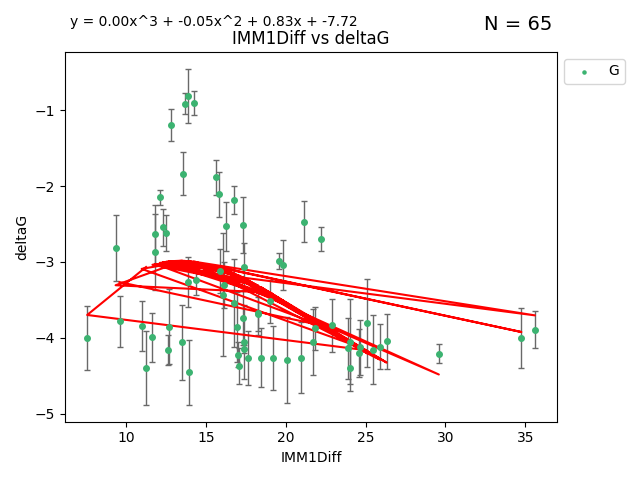 y = 0.00x^3 + -0.05x^2 + 0.83x + -7.72
N = 65
IMM1Diff vs deltaG
G
deltaG
−1
−2
−3
−4
−5
10 15 20 25 30 35
IMM1Diff